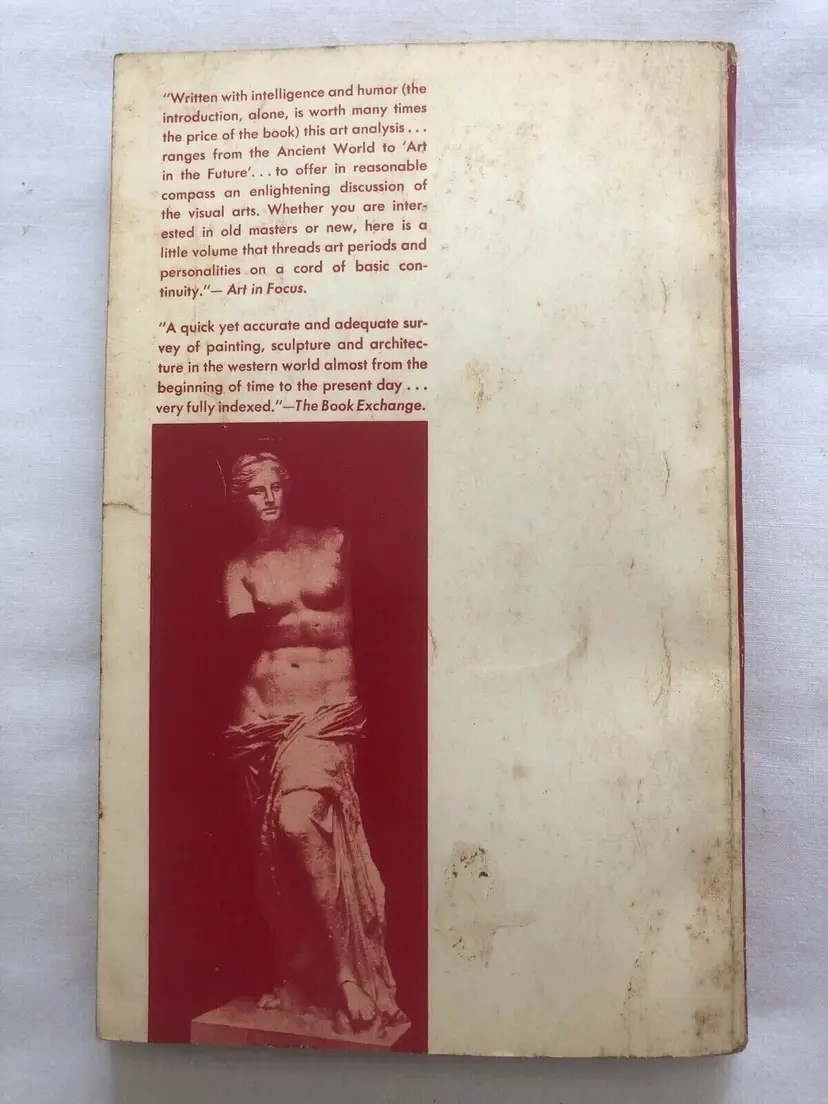 "Written with intelligence and humor (the
introduction, alone, is worth many times
the price of the book) this art analysis...
ranges from the Ancient World to 'Art
in the Future'...to offer in reasonable
compass an enlightening discussion of
the visual arts. Whether you are inter-
ested in old masters or new, here is a
little volume that threads art periods and
personalities on a cord of basic con-
tinuity."— Art in Focus.
"A quick yet accurate and adequate sur-
vey of painting, sculpture and architec-
ture in the western world almost from the
beginning of time to the present day ...
very fully indexed."—The Book Exchange.